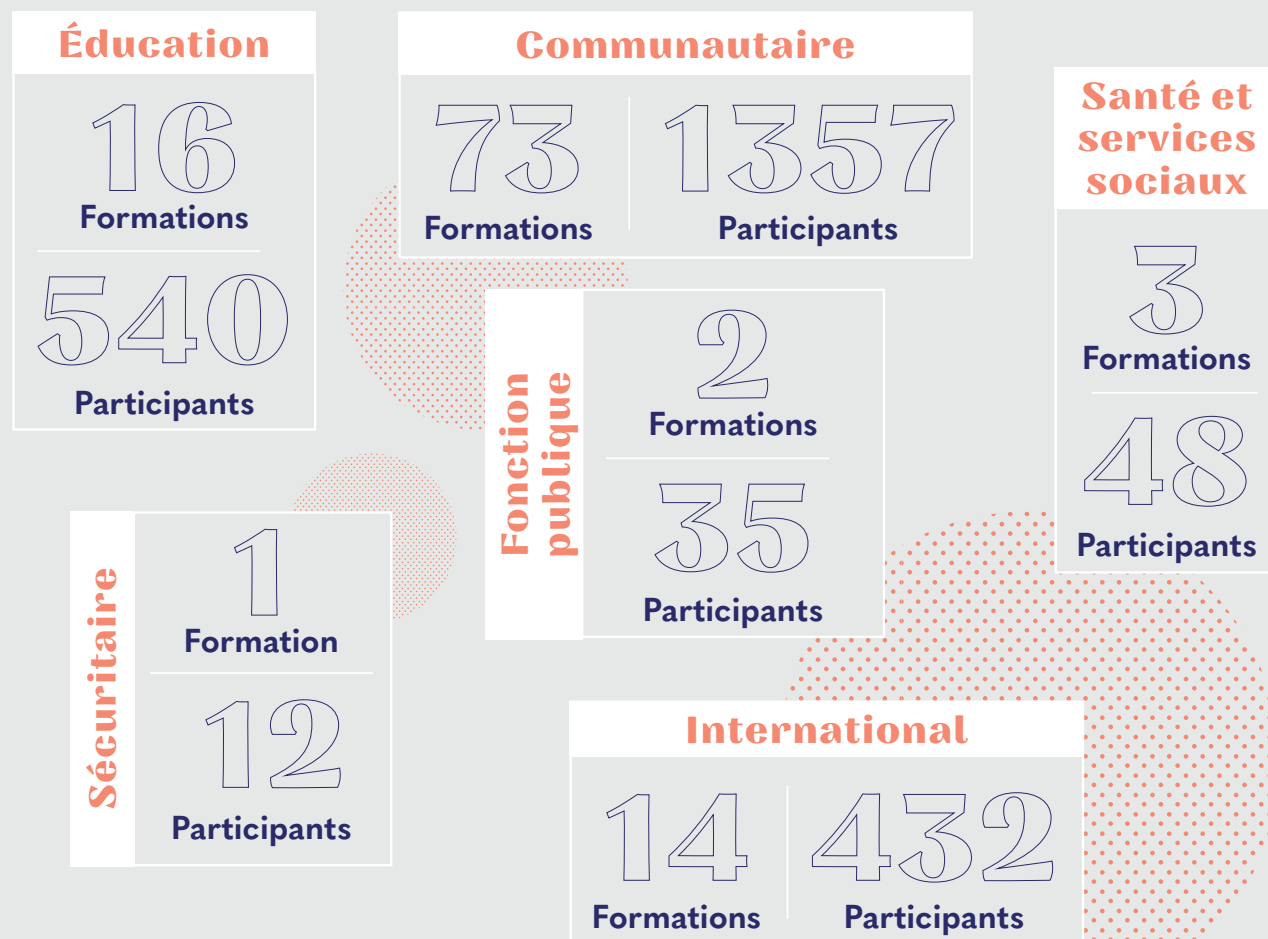 Éducation
16
Formations
540
Participants
Communautaire
73
Formations
1357
Participants
Santé et
services
sociaux
3
Formations
48
Participants
Fonction
publique
2
Formations
35
Participants
Sécuritaire
1
Formation
12
Participants
International
14
Formations
432
Participants